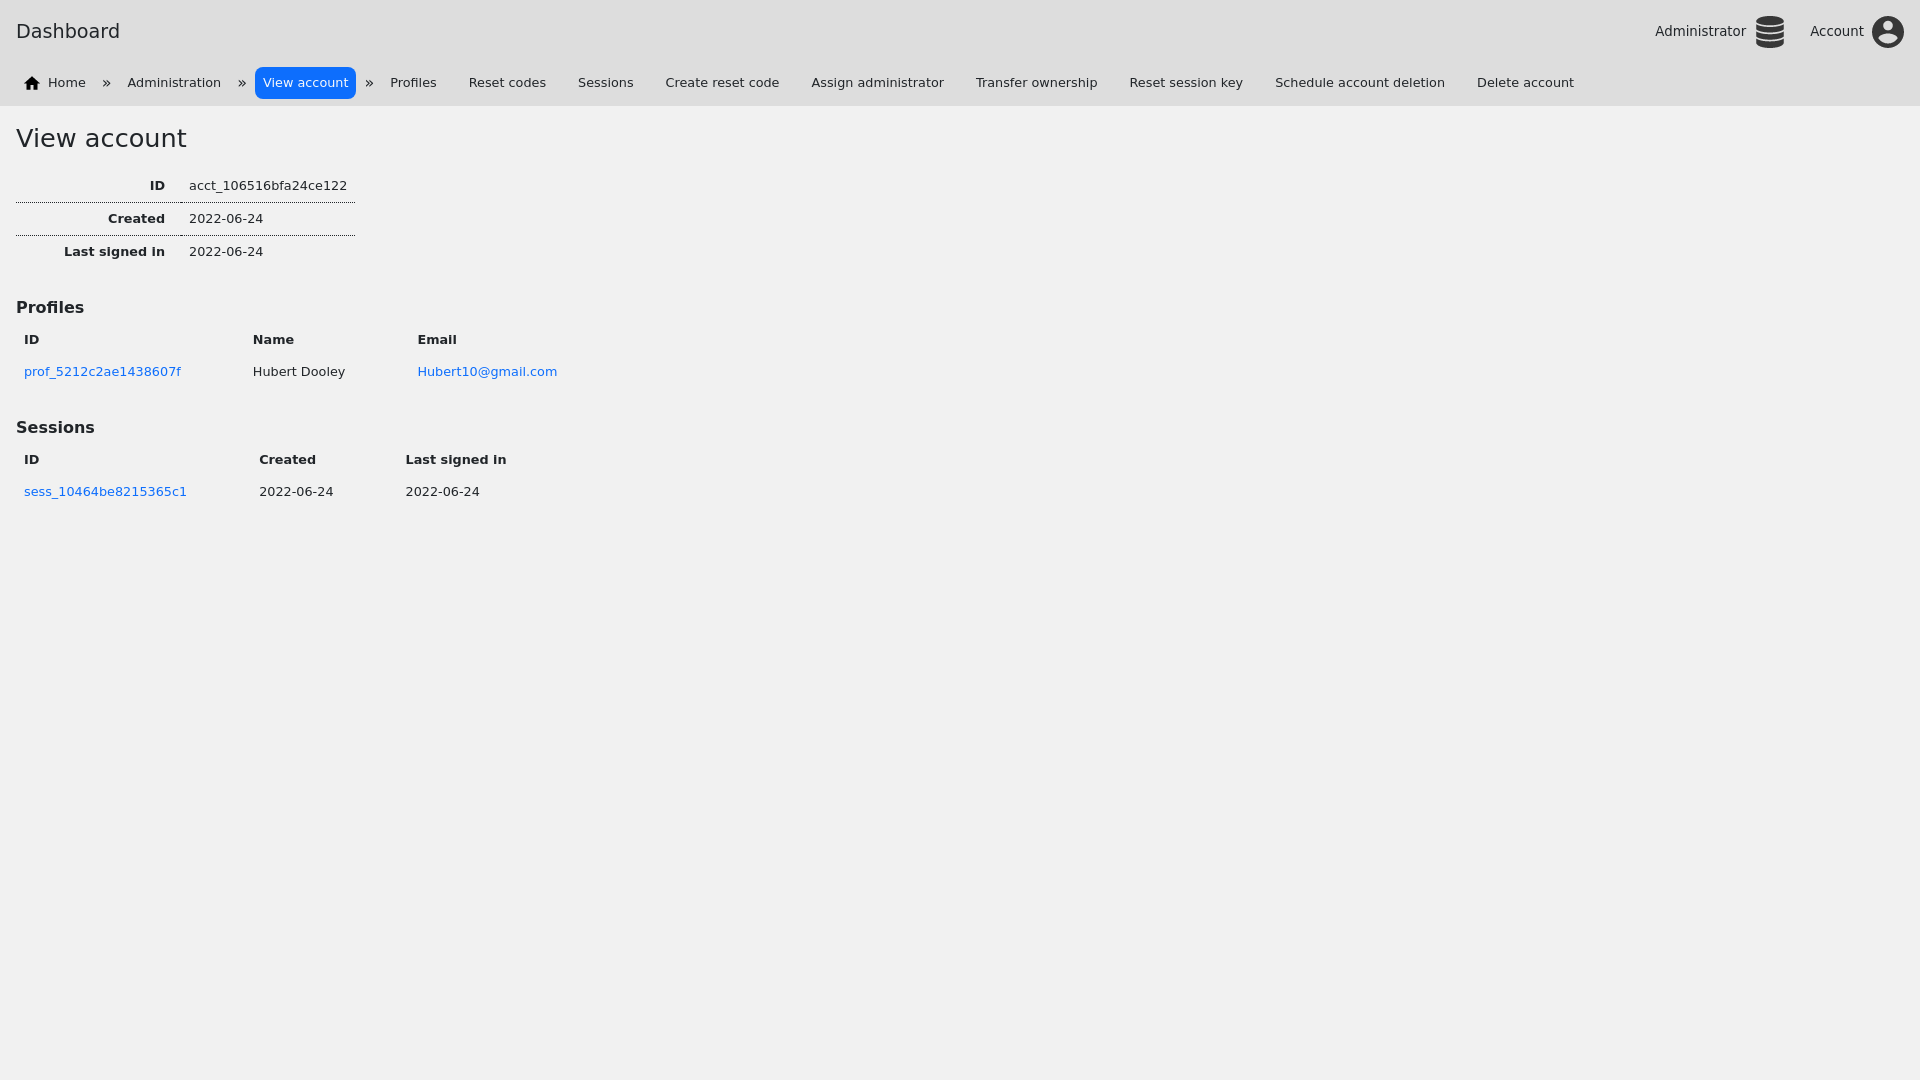 Dashboard
Administrator
Account
Home » Administration » View account » Profiles Reset codes Sessions Create reset code Assign administrator Transfer ownership Reset session key Schedule account deletion Delete account
View account
ID acct_106516bfa24ce122
Created 2022-06-24
Last signed in 2022-06-24
Profiles
ID Name Email
prof_5212c2ae1438607f Hubert Dooley Hubert10@gmail.com
Sessions
ID Created Last signed in
sess_10464be8215365c1 2022-06-24 2022-06-24